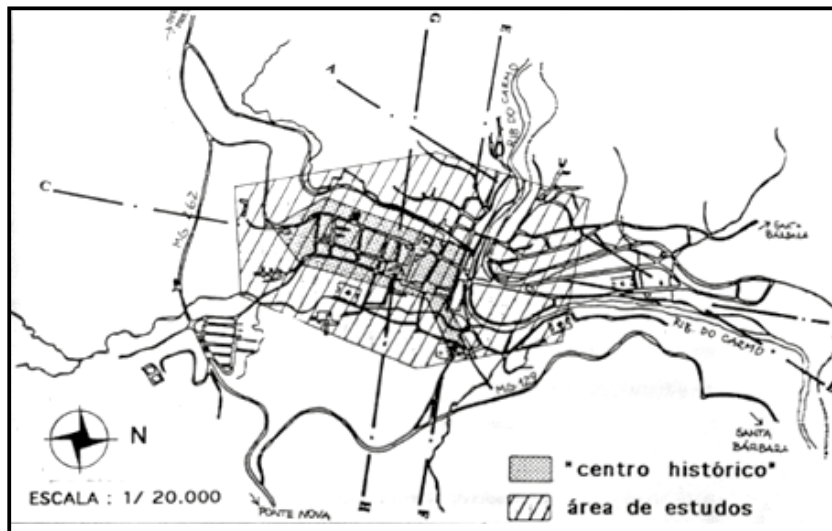 G
E
A
RIB. DO CARMO
C
MG 262
SANTA
BÁRBARA
RIB. DO CARMO
MG 129
N
SANTA
BÁRBARA
"centro histórico"
ESCALA : 1/ 20.000
PONTE NOVA
H
F
área de estudos